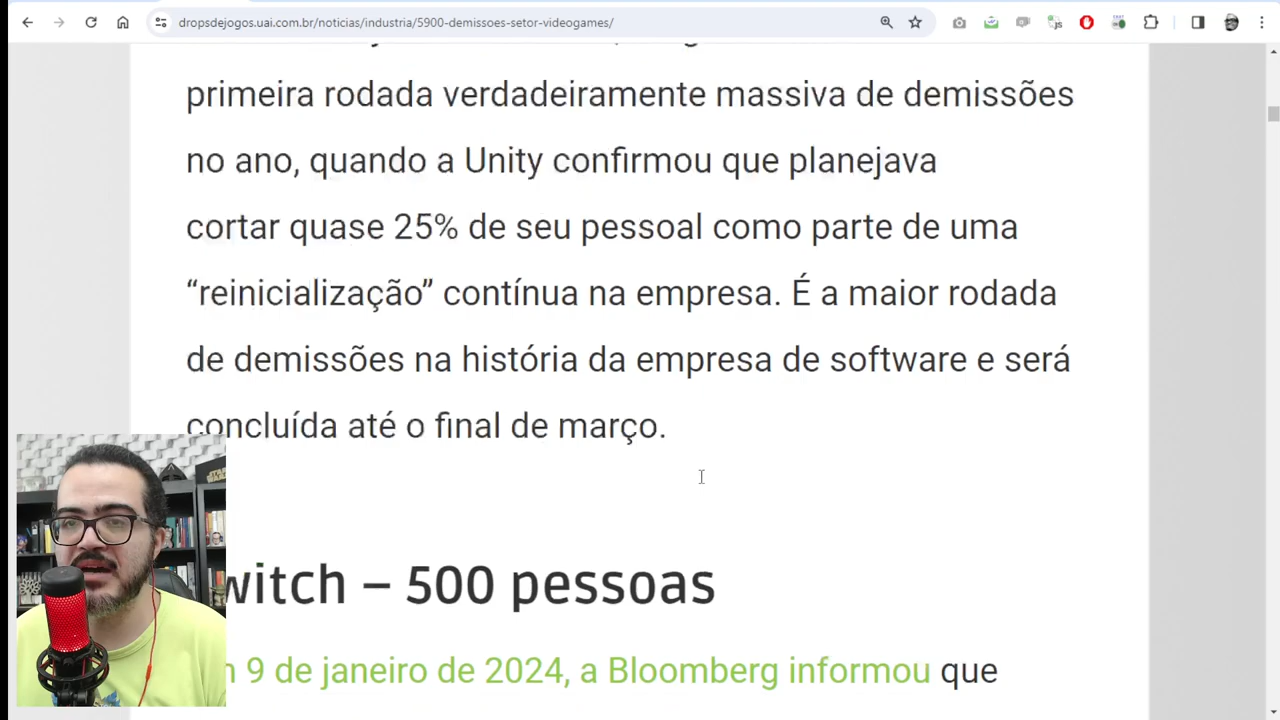 dropsdejogos.uai.com.br/noticias/industria/5900-demissoes-setor-videogames/
primeira rodada verdadeiramente massiva de demissões
no ano, quando a Unity confirmou que planejava
cortar quase 25% de seu pessoal como parte de uma
“reinicialização” contínua na empresa. É a maior rodada
de demissões na história da empresa de software e será
concluída até o final de março.
witch – 500 pessoas
9 de janeiro de 2024, a Bloomberg informou que
STAR
WARS